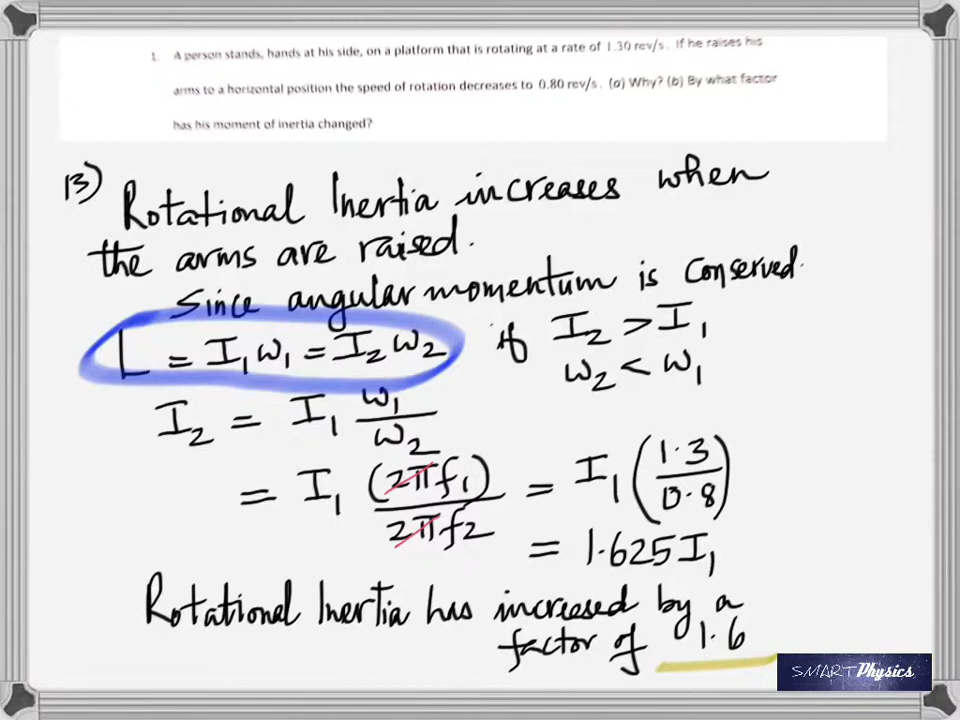 1. A person stands, hands at his side, on a platform that is rotating at a rate of 1.30 rev/s. If he raises his
arms to a horizontal position the speed of rotation decreases to 0.80 rev/s. (a) Why? (b) By what factor
has his moment of inertia changed?
13) Rotational Inertia increases when
the arms are raised.
Since angular momentum is conserved.
L = I₁ω₁ = I₂ω₂ if I₂ > I₁
ω₂ < ω₁
I₂ = I₁ ω₁/ω₂
= I₁ (2πf₁)/2πf₂ = I₁ (1.3/0.8)
= 1.625 I₁
Rotational Inertia has increased by a
factor of 1.6
SMART Physics